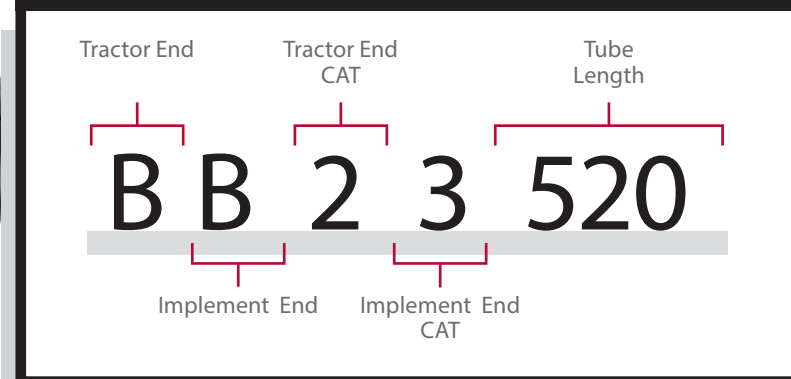 Tractor End Tractor End Tube
CAT Length
B B 2 3 520
Implement End Implement End
CAT